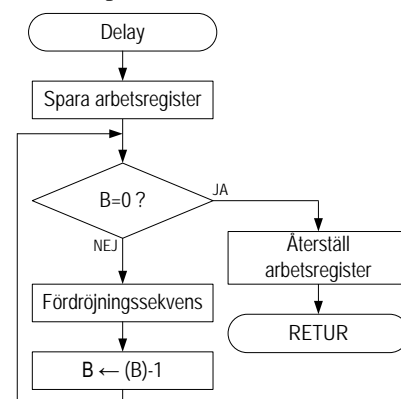 Delay
Spara arbetsregister
B=0 ?
JA
NEJ
Återställ
arbetsregister
Fördröjningssekvens
RETUR
B ← (B)-1